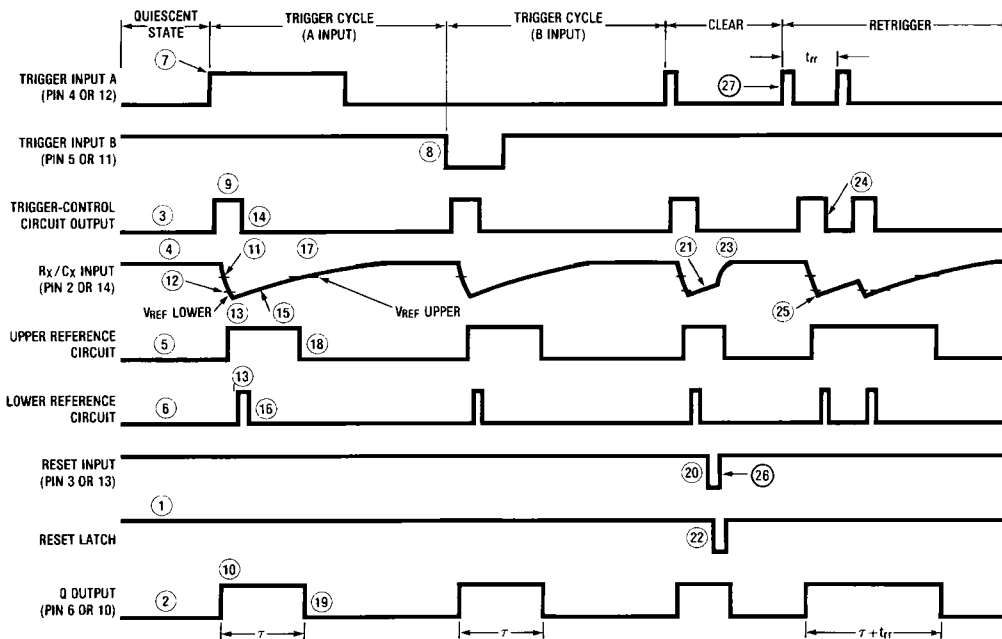 QUIESCENT
STATE
TRIGGER CYCLE
(A INPUT)
TRIGGER CYCLE
(B INPUT)
CLEAR
RETRIGGER
TRIGGER INPUT A
(PIN 4 OR 12)
7
27
trr
TRIGGER INPUT B
(PIN 5 OR 11)
8
TRIGGER-CONTROL
CIRCUIT OUTPUT
3
9
14
24
RX/CX INPUT
(PIN 2 OR 14)
4
11
17
21
23
12
VREF LOWER
13
15
VREF UPPER
25
UPPER REFERENCE
CIRCUIT
5
18
LOWER REFERENCE
CIRCUIT
6
13
16
RESET INPUT
(PIN 3 OR 13)
20
26
RESET LATCH
1
22
Q OUTPUT
(PIN 6 OR 10)
2
10
19
τ
τ
τ + trr